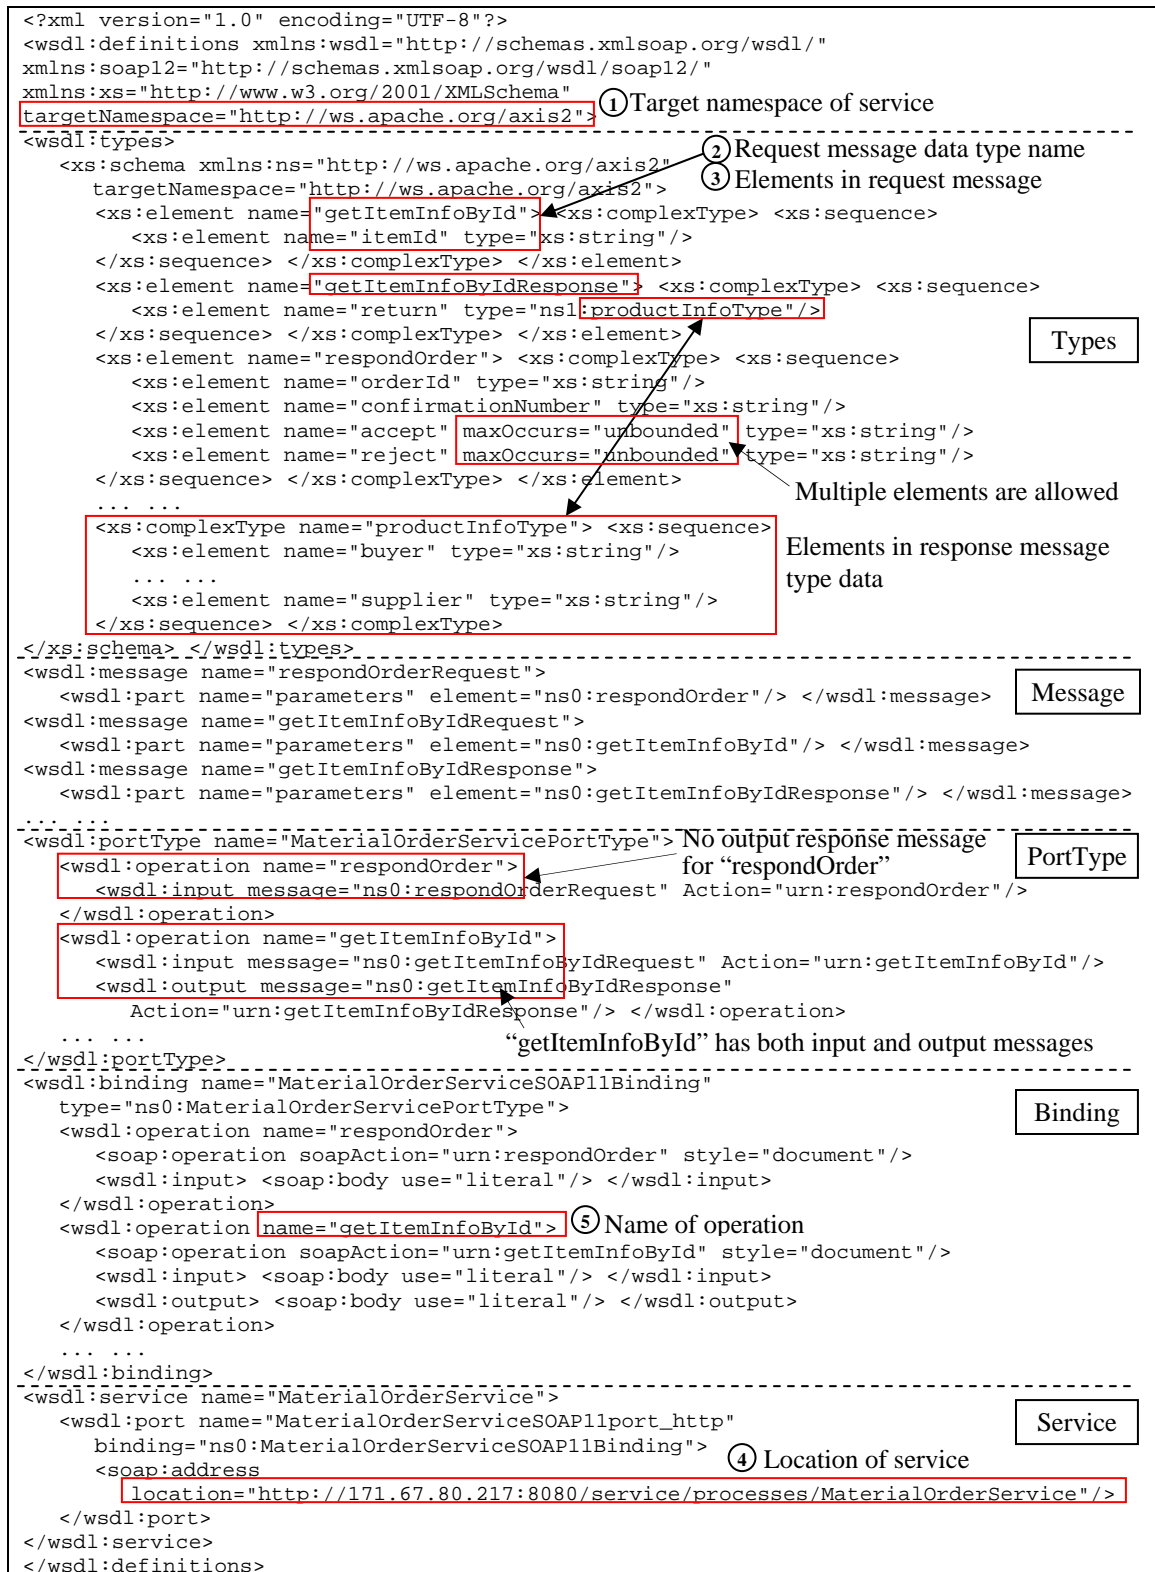 <?xml version="1.0" encoding="UTF-8"?>
<wsdl:definitions xmlns:wsdl="http://schemas.xmlsoap.org/wsdl/"
xmlns:soap12="http://schemas.xmlsoap.org/wsdl/soap12/"
xmlns:xs="http://www.w3.org/2001/XMLSchema"
① Target namespace of service
targetNamespace="http://ws.apache.org/axis2">
<wsdl:types>
② Request message data type name
<xs:schema xmlns:ns="http://ws.apache.org/axis2"
③ Elements in request message
targetNamespace="http://ws.apache.org/axis2">
<xs:element name="getItemInfoById"> <xs:complexType> <xs:sequence>
<xs:element name="itemId" type="xs:string"/>
</xs:sequence> </xs:complexType> </xs:element>
<xs:element name="getItemInfoByIdResponse"> <xs:complexType> <xs:sequence>
<xs:element name="return" type="ns1:productInfoType"/>
</xs:sequence> </xs:complexType> </xs:element>
Types
<xs:element name="respondOrder"> <xs:complexType> <xs:sequence>
<xs:element name="orderId" type="xs:string"/>
<xs:element name="confirmationNumber" type="xs:string"/>
<xs:element name="accept" maxOccurs="unbounded" type="xs:string"/>
<xs:element name="reject" maxOccurs="unbounded" type="xs:string"/>
</xs:sequence> </xs:complexType> </xs:element>
Multiple elements are allowed
... ...
<xs:complexType name="productInfoType"> <xs:sequence>
<xs:element name="buyer" type="xs:string"/>
Elements in response message
type data
... ...
<xs:element name="supplier" type="xs:string"/>
</xs:sequence> </xs:complexType>
</xs:schema> </wsdl:types>
<wsdl:message name="respondOrderRequest">
Message
<wsdl:part name="parameters" element="ns0:respondOrder"/> </wsdl:message>
<wsdl:message name="getItemInfoByIdRequest">
<wsdl:part name="parameters" element="ns0:getItemInfoById"/> </wsdl:message>
<wsdl:message name="getItemInfoByIdResponse">
<wsdl:part name="parameters" element="ns0:getItemInfoByIdResponse"/> </wsdl:message>
... ...
<wsdl:portType name="MaterialOrderServicePortType">
No output response message
for “respondOrder”
PortType
<wsdl:operation name="respondOrder">
<wsdl:input message="ns0:respondOrderRequest" Action="urn:respondOrder"/>
</wsdl:operation>
<wsdl:operation name="getItemInfoById">
<wsdl:input message="ns0:getItemInfoByIdRequest" Action="urn:getItemInfoById"/>
<wsdl:output message="ns0:getItemInfoByIdResponse"
Action="urn:getItemInfoByIdResponse"/> </wsdl:operation>
... ...
“getItemInfoById” has both input and output messages
</wsdl:portType>
<wsdl:binding name="MaterialOrderServiceSOAP11Binding"
type="ns0:MaterialOrderServicePortType">
Binding
<wsdl:operation name="respondOrder">
<soap:operation soapAction="urn:respondOrder" style="document"/>
<wsdl:input> <soap:body use="literal"/> </wsdl:input>
</wsdl:operation>
<wsdl:operation name="getItemInfoById">
⑤ Name of operation
<soap:operation soapAction="urn:getItemInfoById" style="document"/>
<wsdl:input> <soap:body use="literal"/> </wsdl:input>
<wsdl:output> <soap:body use="literal"/> </wsdl:output>
</wsdl:operation>
... ...
</wsdl:binding>
<wsdl:service name="MaterialOrderService">
<wsdl:port name="MaterialOrderServiceSOAP11port_http"
Service
binding="ns0:MaterialOrderServiceSOAP11Binding">
④ Location of service
<soap:address
location="http://171.67.80.217:8080/service/processes/MaterialOrderService"/>
</wsdl:port>
</wsdl:service>
</wsdl:definitions>